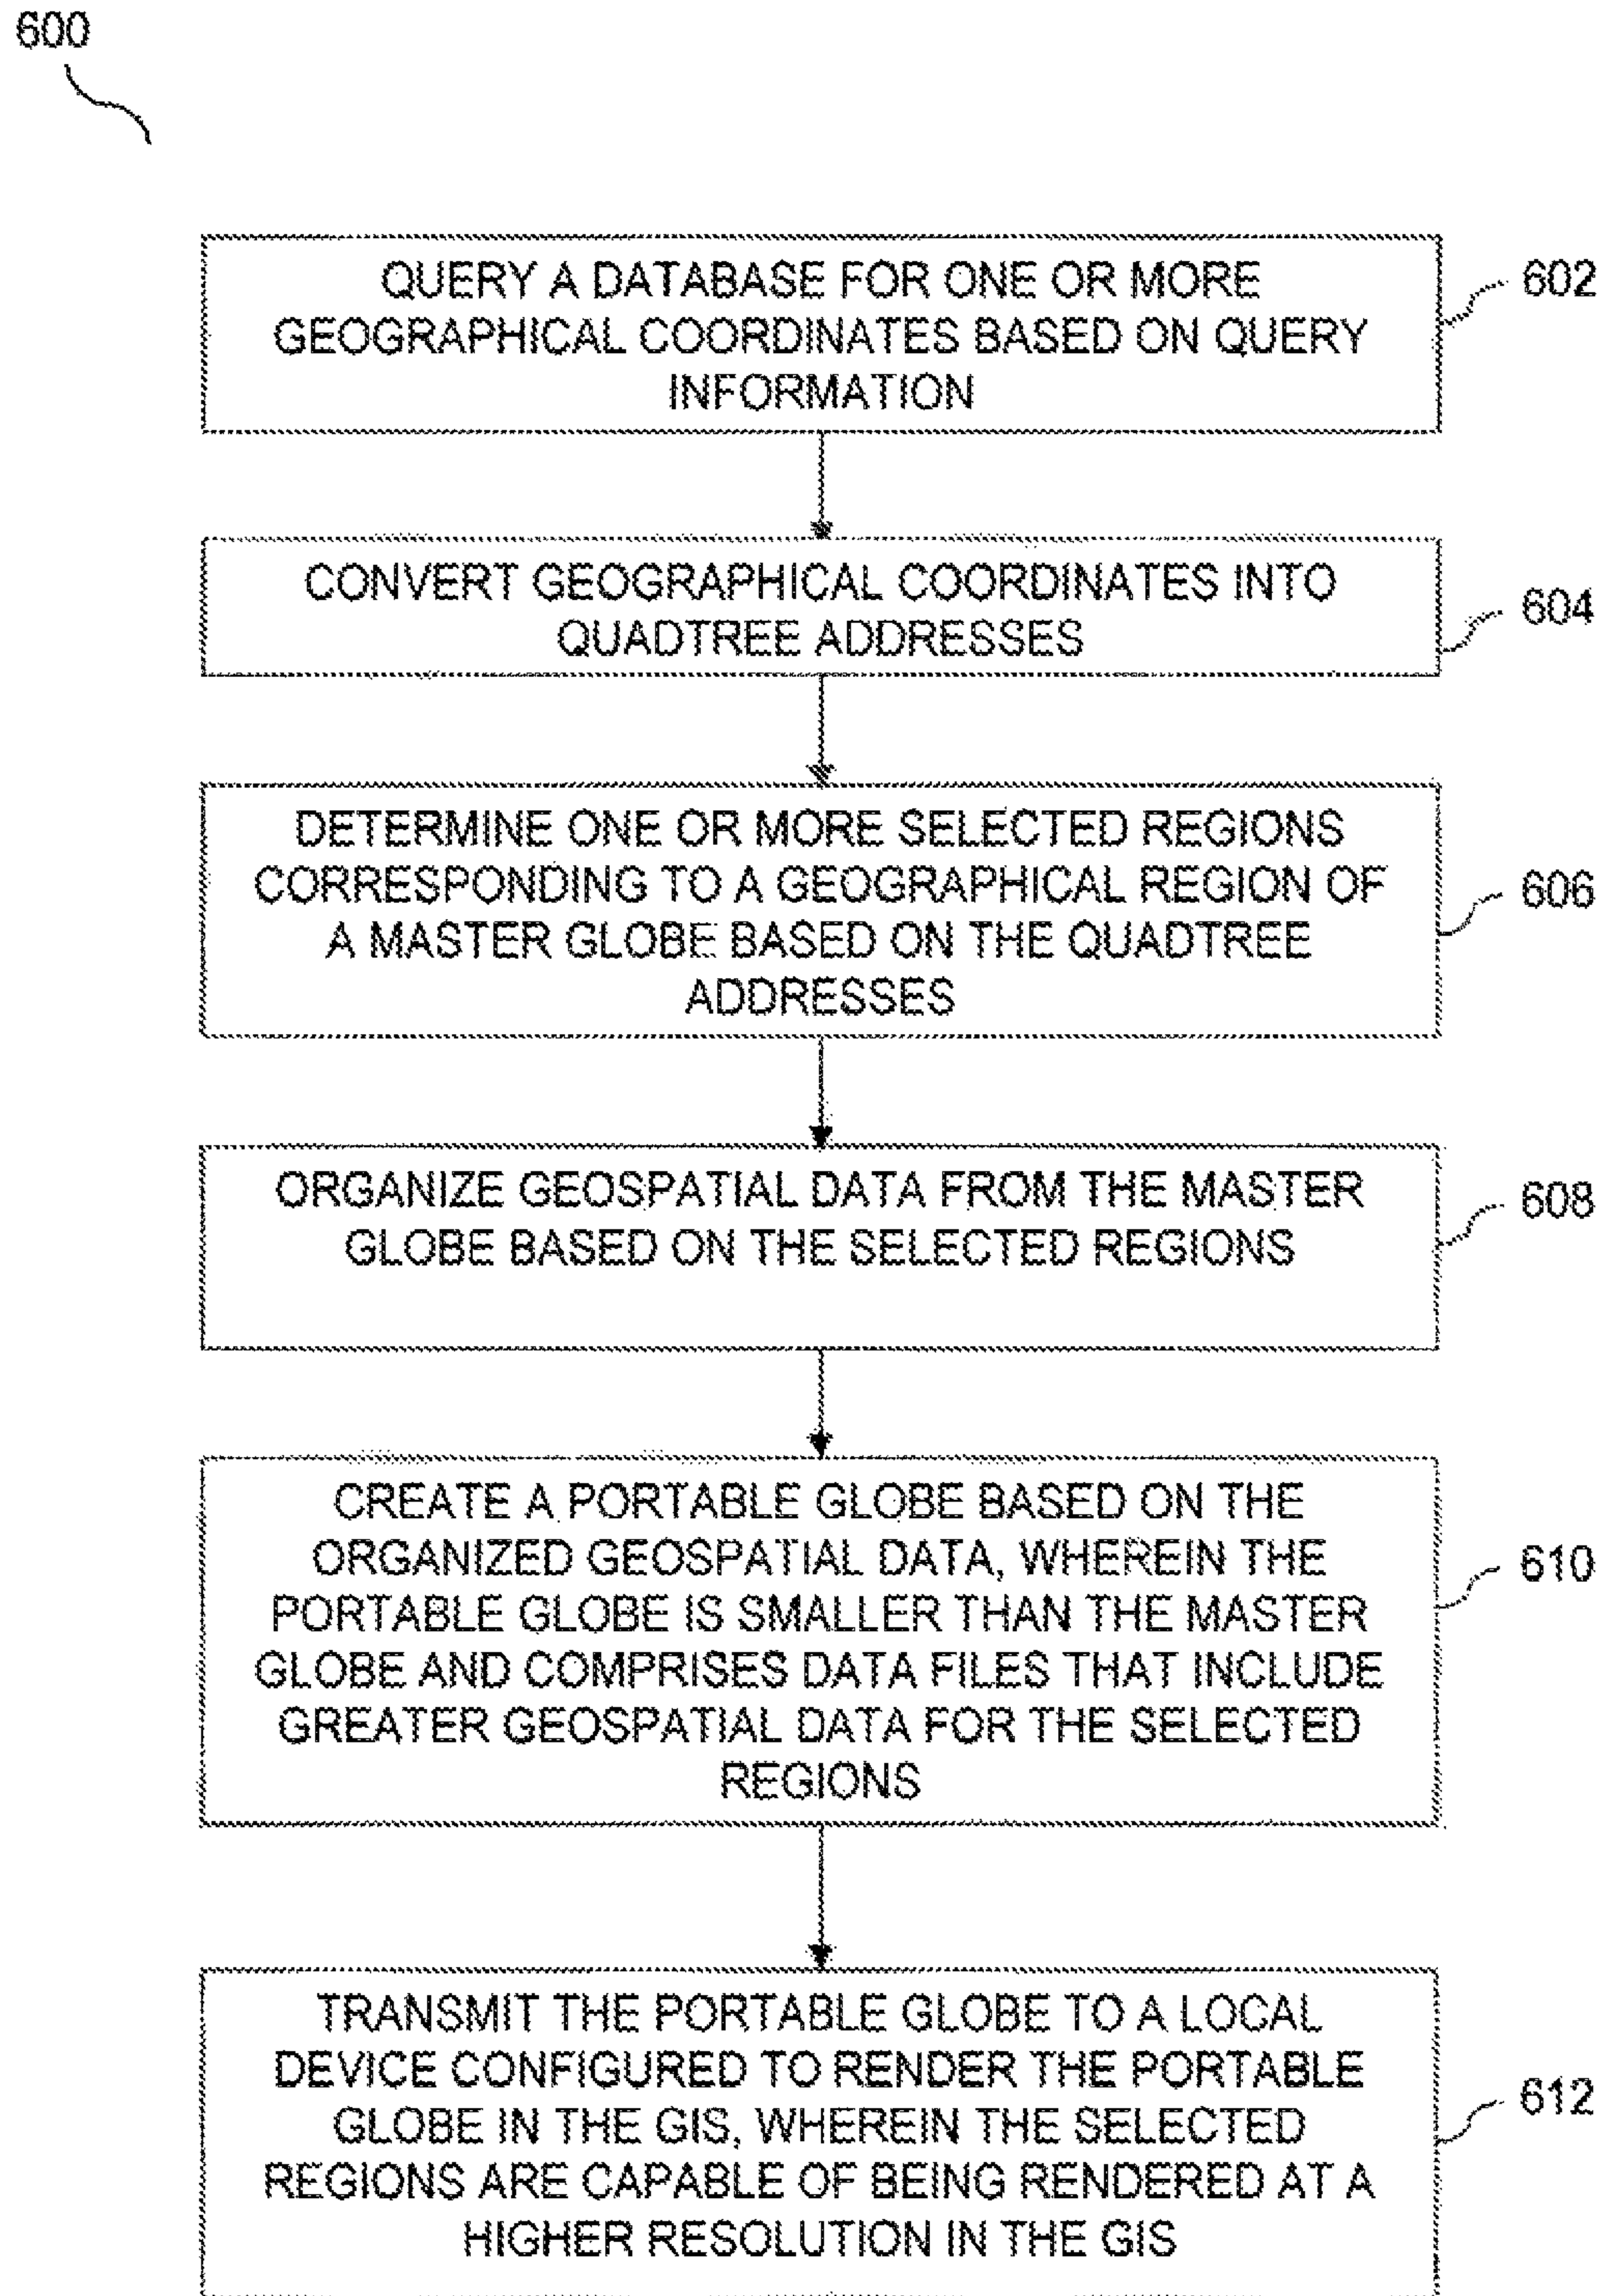 600
QUERY A DATABASE FOR ONE OR MORE
GEOGRAPHICAL COORDINATES BASED ON QUERY
INFORMATION
602
CONVERT GEOGRAPHICAL COORDINATES INTO
QUADTREE ADDRESSES
604
DETERMINE ONE OR MORE SELECTED REGIONS
CORRESPONDING TO A GEOGRAPHICAL REGION OF
A MASTER GLOBE BASED ON THE QUADTREE
ADDRESSES
606
ORGANIZE GEOSPATIAL DATA FROM THE MASTER
GLOBE BASED ON THE SELECTED REGIONS
608
CREATE A PORTABLE GLOBE BASED ON THE
ORGANIZED GEOSPATIAL DATA, WHEREIN THE
PORTABLE GLOBE IS SMALLER THAN THE MASTER
GLOBE AND COMPRISES DATA FILES THAT INCLUDE
GREATER GEOSPATIAL DATA FOR THE SELECTED
REGIONS
610
TRANSMIT THE PORTABLE GLOBE TO A LOCAL
DEVICE CONFIGURED TO RENDER THE PORTABLE
GLOBE IN THE GIS, WHEREIN THE SELECTED
REGIONS ARE CAPABLE OF BEING RENDERED AT A
HIGHER RESOLUTION IN THE GIS
612